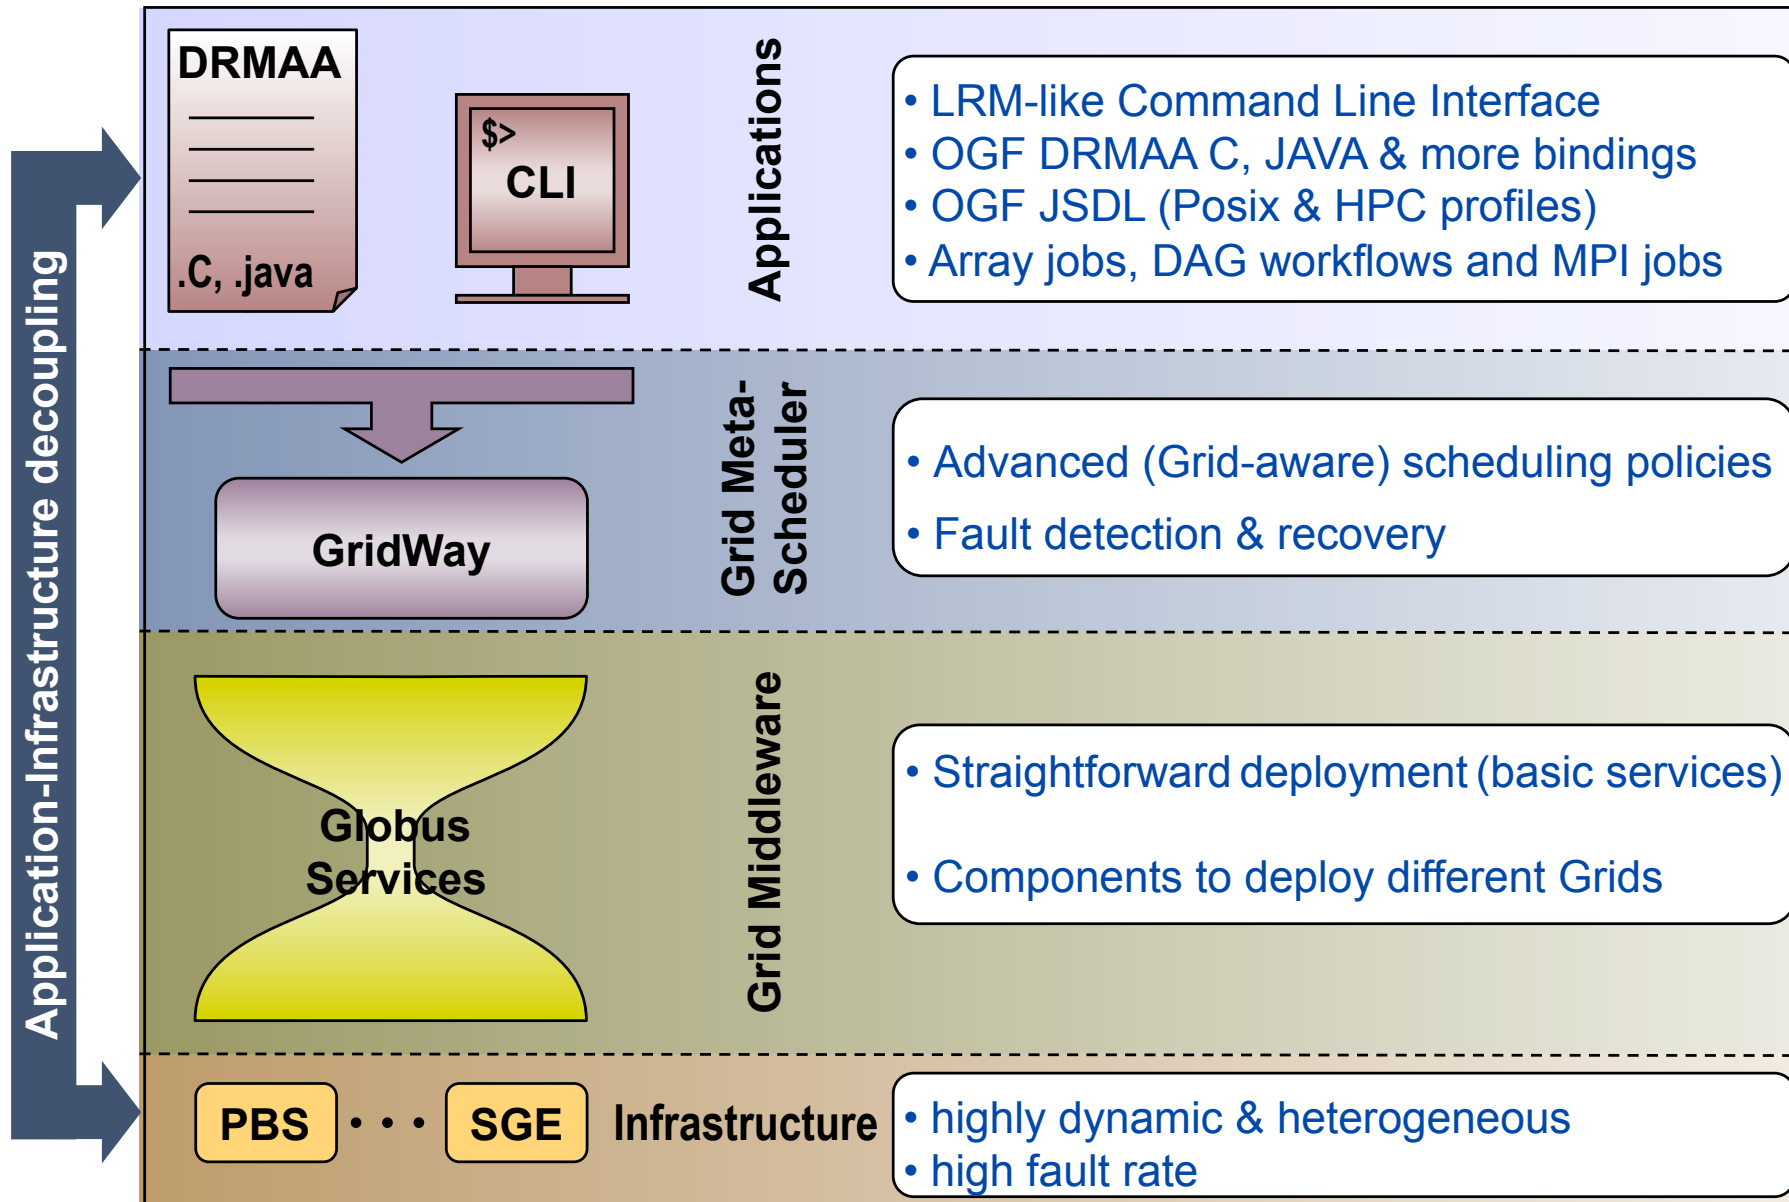 Application-Infrastructure decoupling
DRMAA
.C, .java
$>
CLI
Applications
• LRM-like Command Line Interface
• OGF DRMAA C, JAVA & more bindings
• OGF JSDL (Posix & HPC profiles)
• Array jobs, DAG workflows and MPI jobs
GridWay
Grid Meta-
Scheduler
• Advanced (Grid-aware) scheduling policies
• Fault detection & recovery
Globus
Services
Grid Middleware
• Straightforward deployment (basic services)
• Components to deploy different Grids
PBS • • • SGE
Infrastructure
• highly dynamic & heterogeneous
• high fault rate